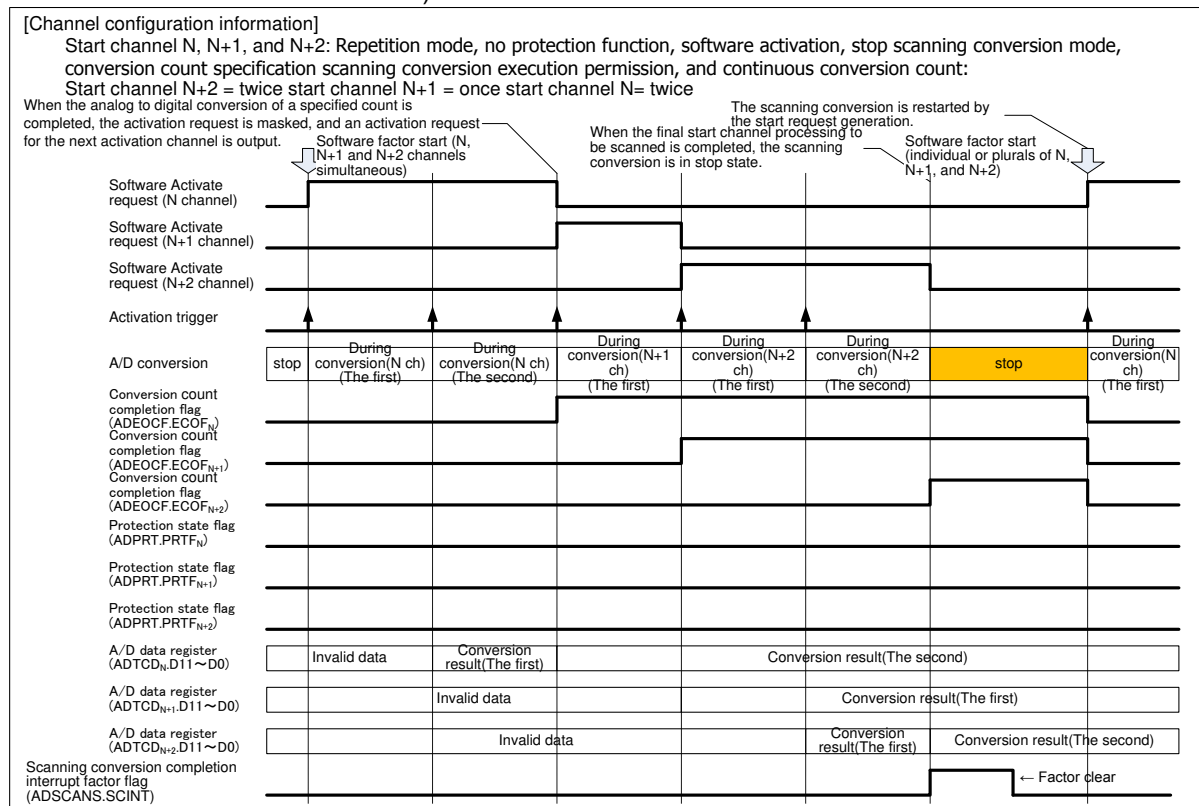 [Channel configuration information]
Start channel N, N+1, and N+2: Repetition mode, no protection function, software activation, stop scanning conversion mode,
conversion count specification scanning conversion execution permission, and continuous conversion count:
Start channel N+2 = twice start channel N+1 = once start channel N= twice
When the analog to digital conversion of a specified count is
completed, the activation request is masked, and an activation request
for the next activation channel is output.
Software factor start (N,
N+1 and N+2 channels
simultaneous)
When the final start channel processing to
be scanned is completed, the scanning
conversion is in stop state.
The scanning conversion is restarted by
the start request generation.
Software factor start
(individual or plurals of N,
N+1, and N+2)
Software Activate
request (N channel)
Software Activate
request (N+1 channel)
Software Activate
request (N+2 channel)
Activation trigger
A/D conversion
stop
During
conversion(N ch)
(The first)
During
conversion(N ch)
(The second)
During
conversion(N+1
ch)
(The first)
During
conversion(N+2
ch)
(The first)
During
conversion(N+2
ch)
(The second)
stop
During
conversion(N
ch)
(The first)
Conversion count
completion flag
(ADEOCF.ECOFN)
Conversion count
completion flag
(ADEOCF.ECOFN+1)
Conversion count
completion flag
(ADEOCF.ECOFN+2)
Protection state flag
(ADPRT.PRTFN)
Protection state flag
(ADPRT.PRTFN+1)
Protection state flag
(ADPRT.PRTFN+2)
A/D data register
(ADTCDN.D11～D0)
Invalid data
Conversion
result(The first)
Conversion result(The second)
A/D data register
(ADTCDN+1.D11～D0)
Invalid data
Conversion result(The first)
A/D data register
(ADTCDN+2.D11～D0)
Invalid data
Conversion
result(The first)
Conversion result(The second)
Scanning conversion completion
interrupt factor flag
(ADSCANS.SCINT)
← Factor clear